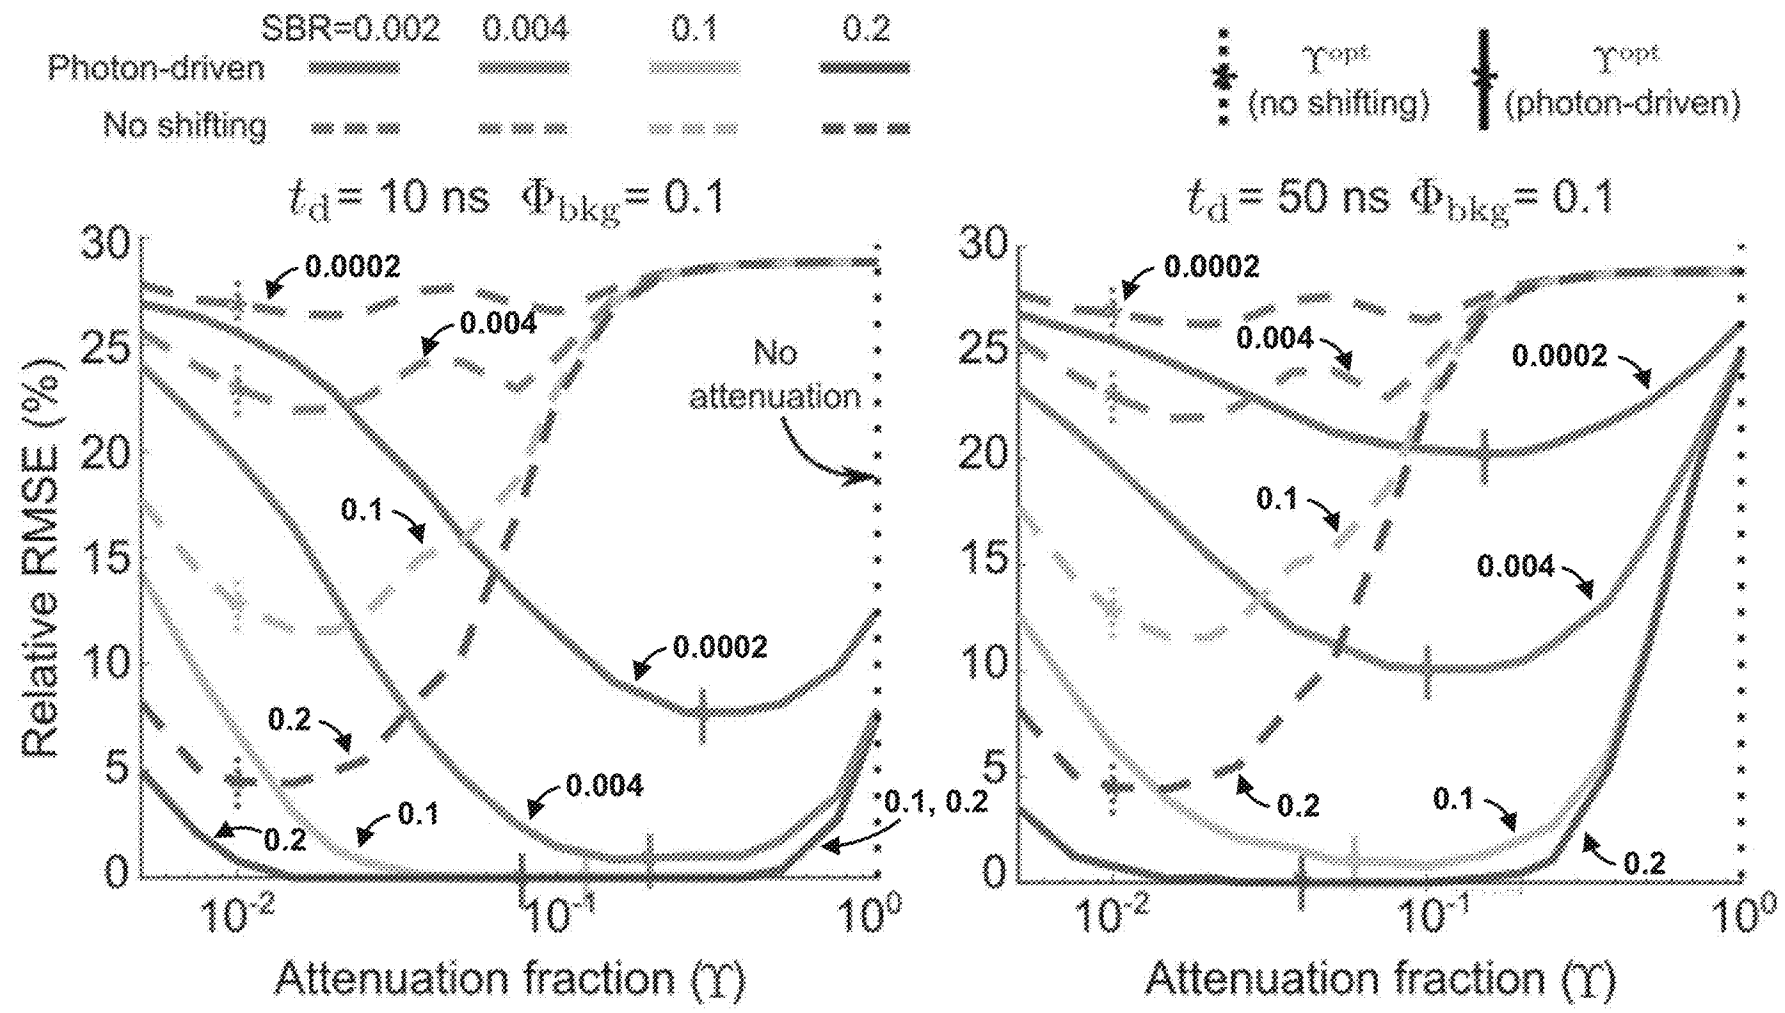 SBR=0.002 0.004 0.1 0.2
Photon-driven
No shifting
ϒopt
(no shifting)
ϒopt
(photon-driven)
td = 10 ns Φbkg = 0.1
30
25
20
15
10
5
0
Relative RMSE (%)
0.0002
0.004
No
attenuation
0.1
0.0002
0.2
0.004
0.1
0.2
0.1, 0.2
10-2 10-1 100
Attenuation fraction (ϒ)
td = 50 ns Φbkg = 0.1
30
25
20
15
10
5
0
0.0002
0.004
0.0002
0.1
0.004
0.2
0.1
0.2
10-2 10-1 100
Attenuation fraction (ϒ)